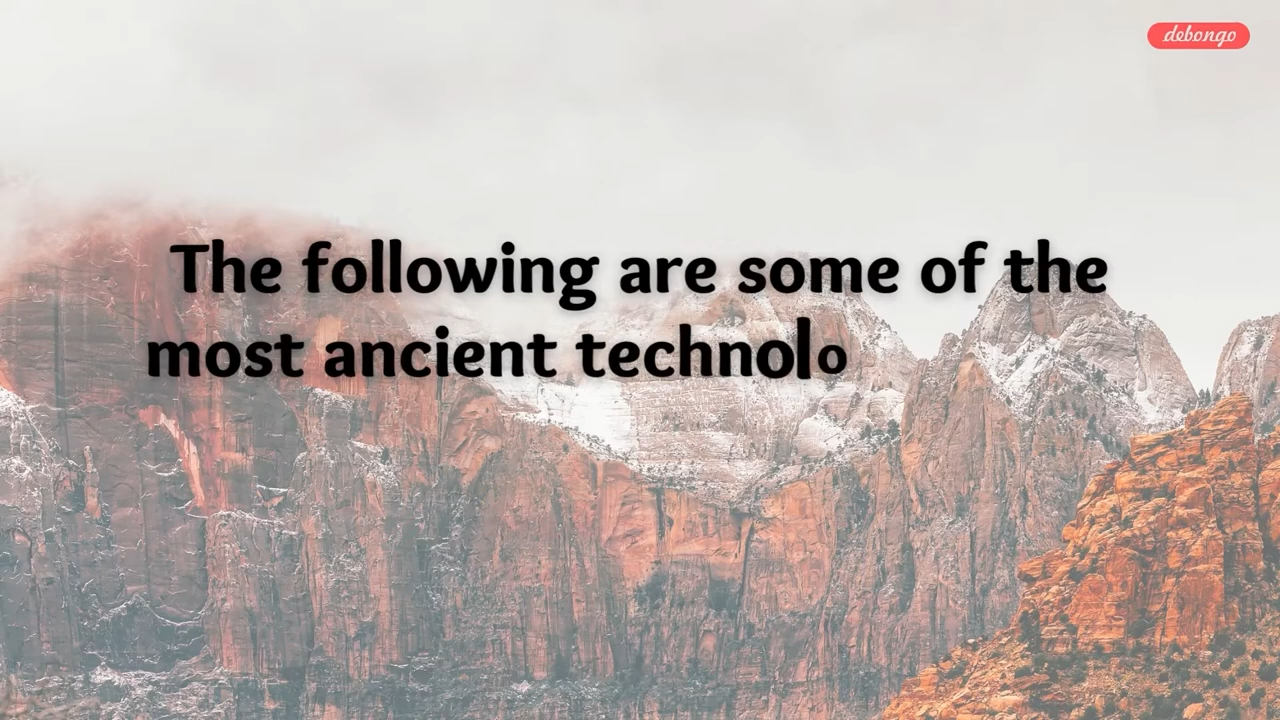 debongo
The following are some of the
most ancient technolo